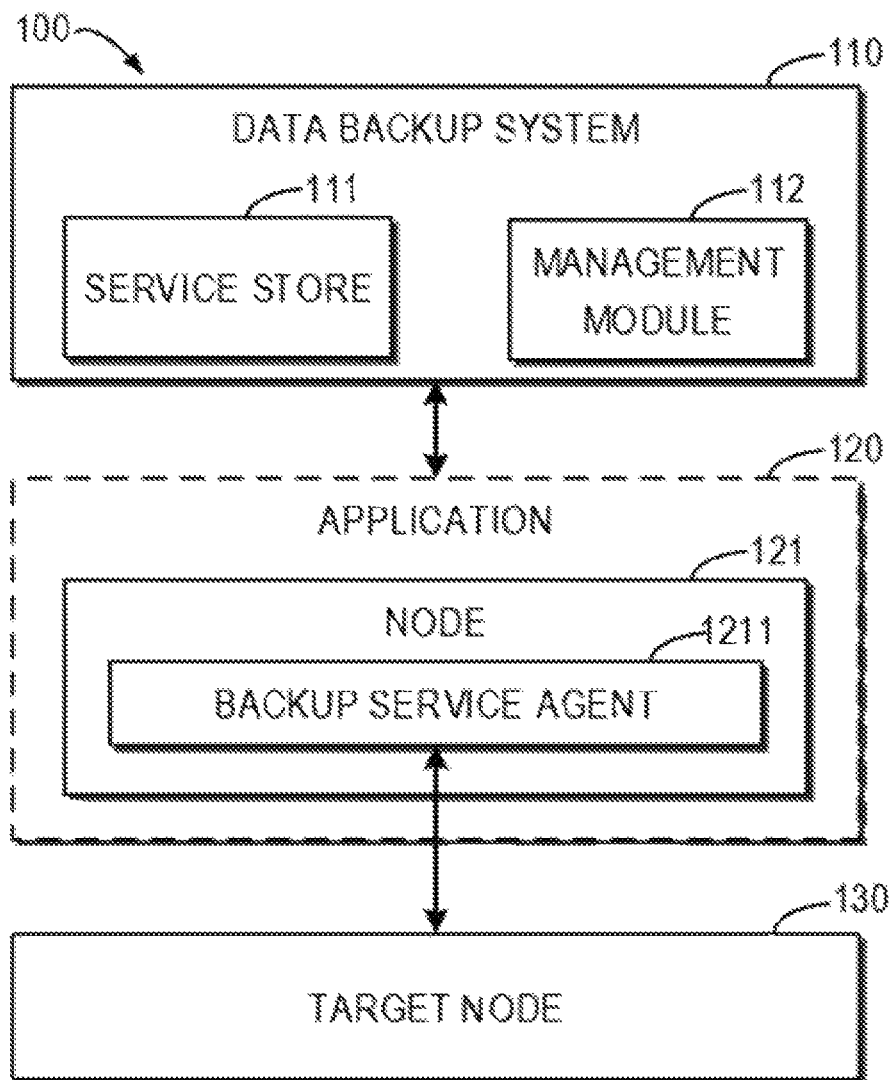 100
110
DATA BACKUP SYSTEM
111
112
SERVICE STORE
MANAGEMENT
MODULE
120
APPLICATION
121
NODE
1211
BACKUP SERVICE AGENT
130
TARGET NODE